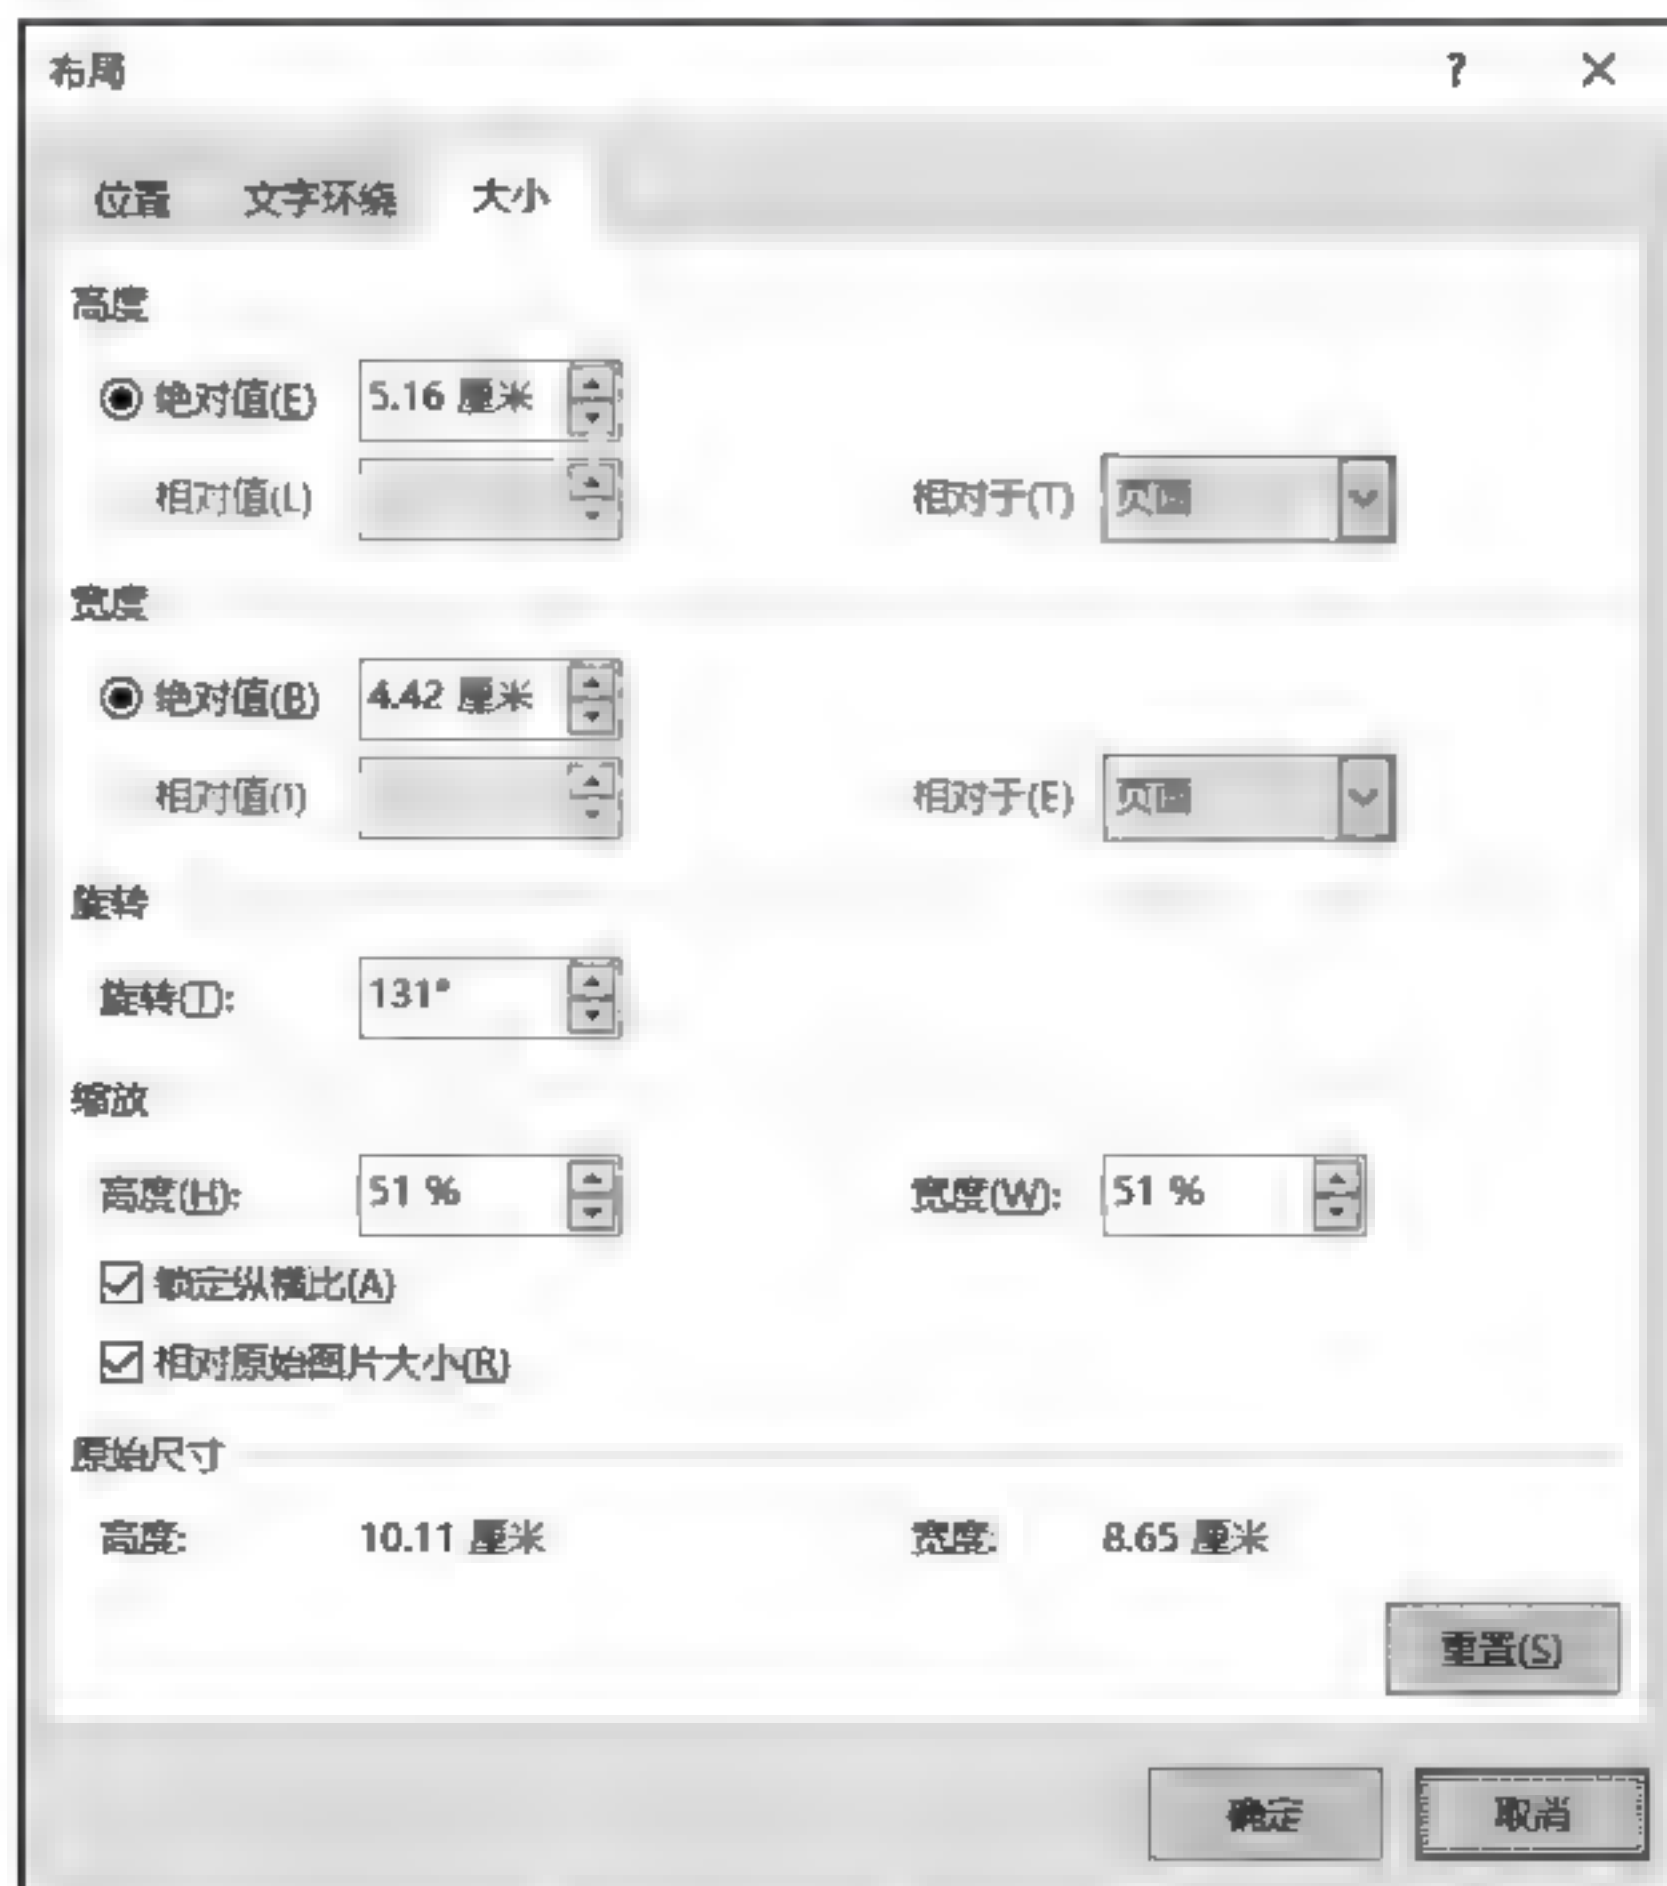 布局 ?
位置 文字环绕 大小
高度
绝对值(E) 5.16 厘米
相对值(L) 相对于(T) 页面
宽度
绝对值(B) 4.42 厘米
相对值(I) 相对于(E) 页面
旋转
旋转(T): 131°
缩放
高度(H): 51 % 宽度(W): 51 %
锁定纵横比(A)
相对原始图片大小(R)
原始尺寸
高度: 10.11 厘米 宽度: 8.65 厘米
重置(S)
确定 取消